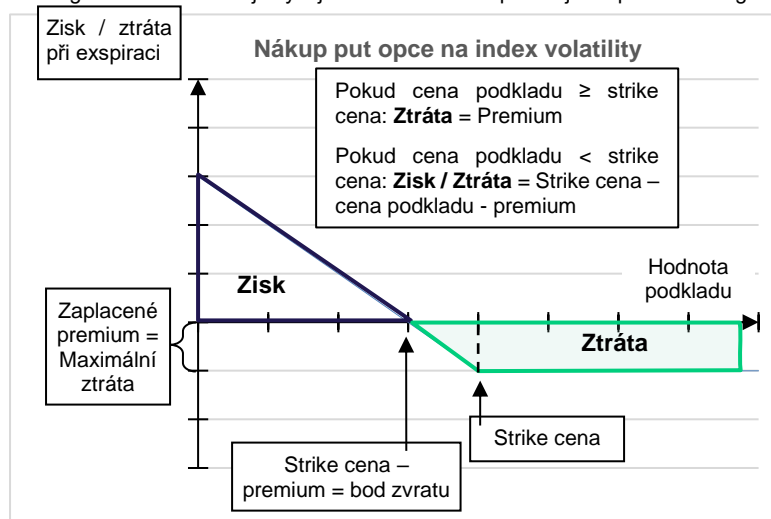 Zisk / ztráta
při exspiraci
Nákup put opce na index volatility
Pokud cena podkladu ≥ strike
cena: Ztráta = Premium
Pokud cena podkladu < strike
cena: Zisk / Ztráta = Strike cena –
cena podkladu - premium
Zisk
Hodnota
podkladu
Zaplacené
premium =
Maximální
ztráta
Ztráta
Strike cena
Strike cena –
premium = bod zvratu